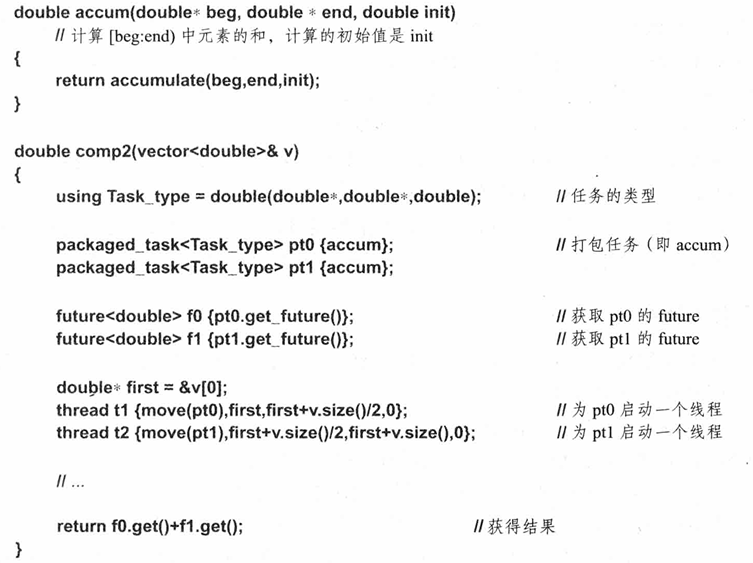 double accum(double* beg, double * end, double init)
// 计算 [beg:end) 中元素的和，计算的初始值是 init
{
return accumulate(beg,end,init);
}
double comp2(vector<double>& v)
{
using Task_type = double(double*,double*,double); // 任务的类型
packaged_task<Task_type> pt0 {accum}; // 打包任务（即 accum）
packaged_task<Task_type> pt1 {accum};
future<double> f0 {pt0.get_future()}; // 获取 pt0 的 future
future<double> f1 {pt1.get_future()}; // 获取 pt1 的 future
double* first = &v[0];
thread t1 {move(pt0),first,first+v.size()/2,0}; // 为 pt0 启动一个线程
thread t2 {move(pt1),first+v.size()/2,first+v.size(),0}; // 为 pt1 启动一个线程
// ...
return f0.get()+f1.get(); // 获得结果
}